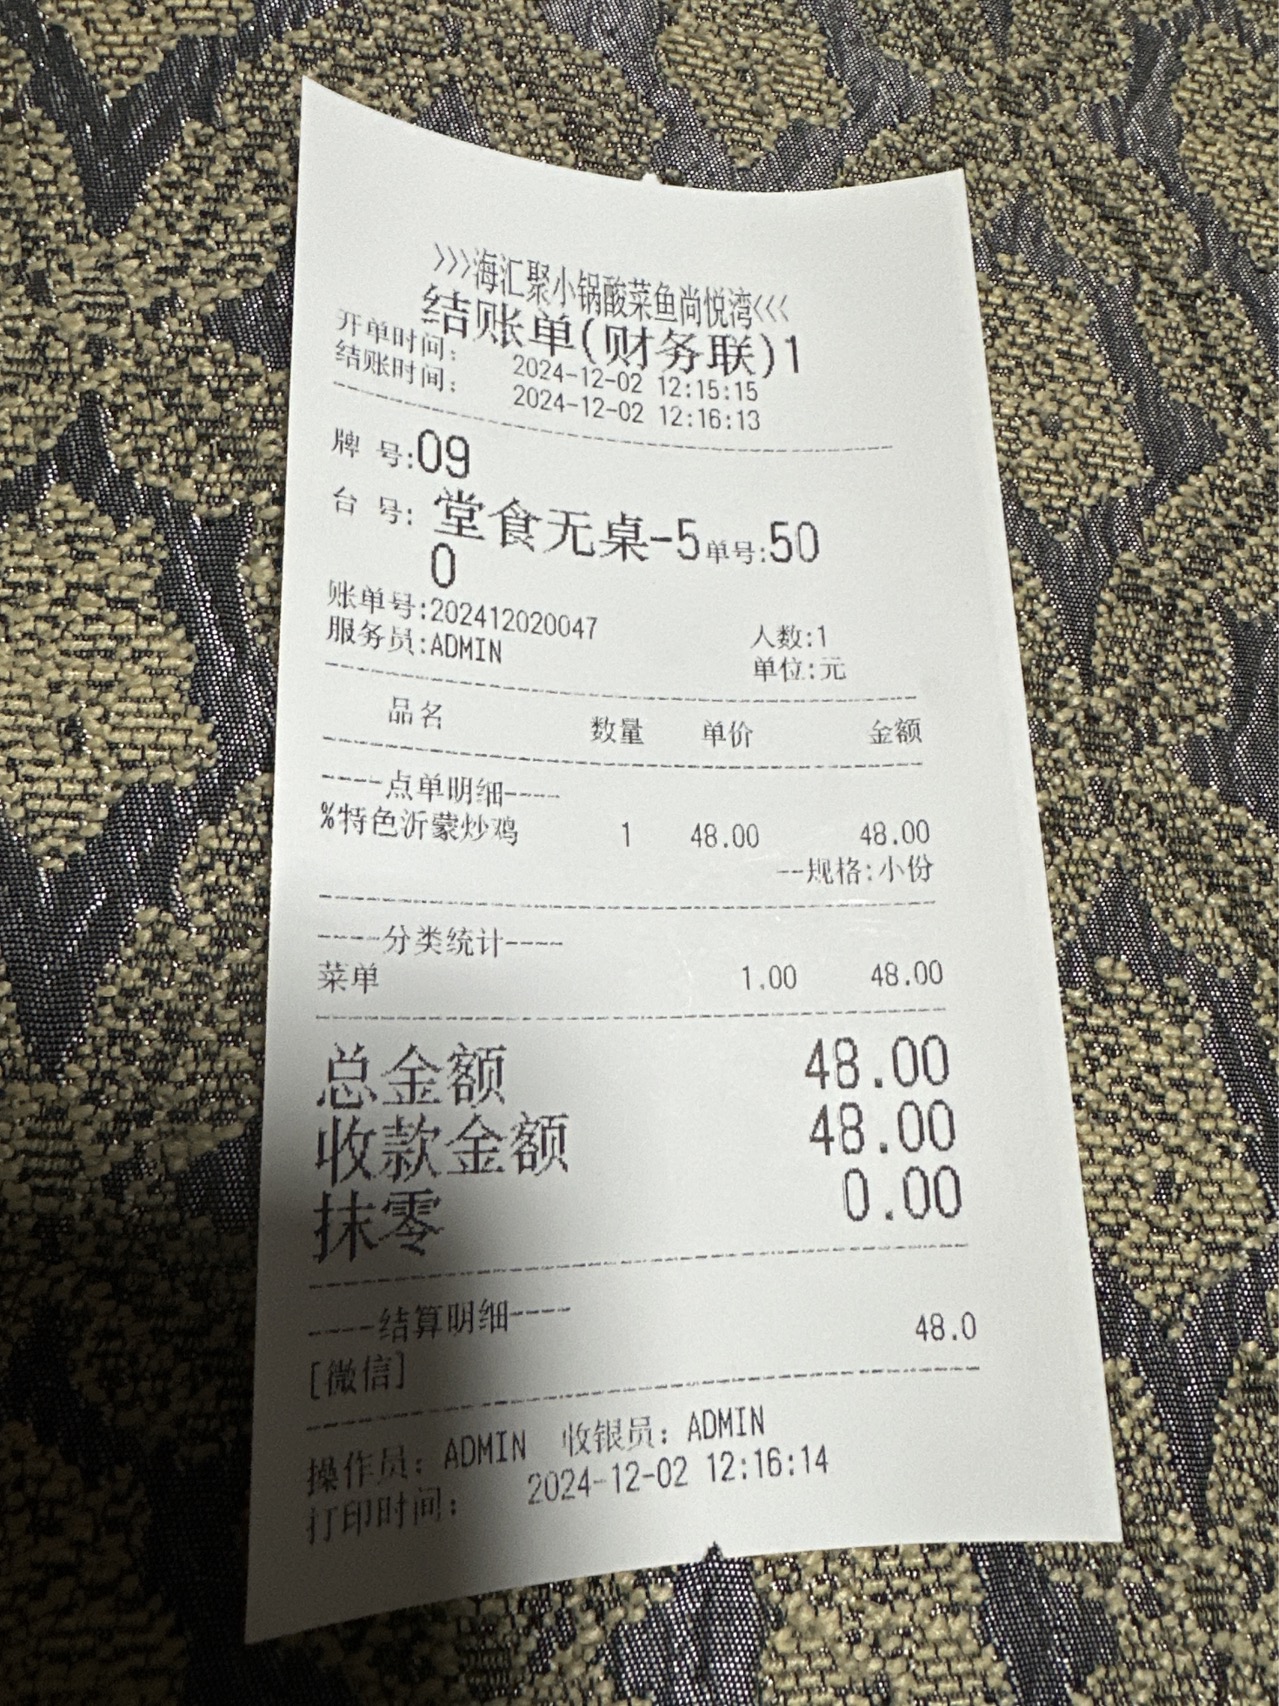 >>>海汇聚小锅酸菜鱼尚悦湾<<<
结账单(财务联)1
开单时间: 2024-12-02 12:15:15
结账时间: 2024-12-02 12:16:13
牌 号:09
台 号: 堂食无桌-5单号:50
0
账单号:202412020047 人数:1
服务员:ADMIN 单位:元
品名 数量 单价 金额
----点单明细----
%特色沂蒙炒鸡 1 48.00 48.00
--规格:小份
----分类统计----
菜单 1.00 48.00
总金额 48.00
收款金额 48.00
抹零 0.00
----结算明细----
[微信] 48.0
操作员: ADMIN 收银员: ADMIN
打印时间: 2024-12-02 12:16:14